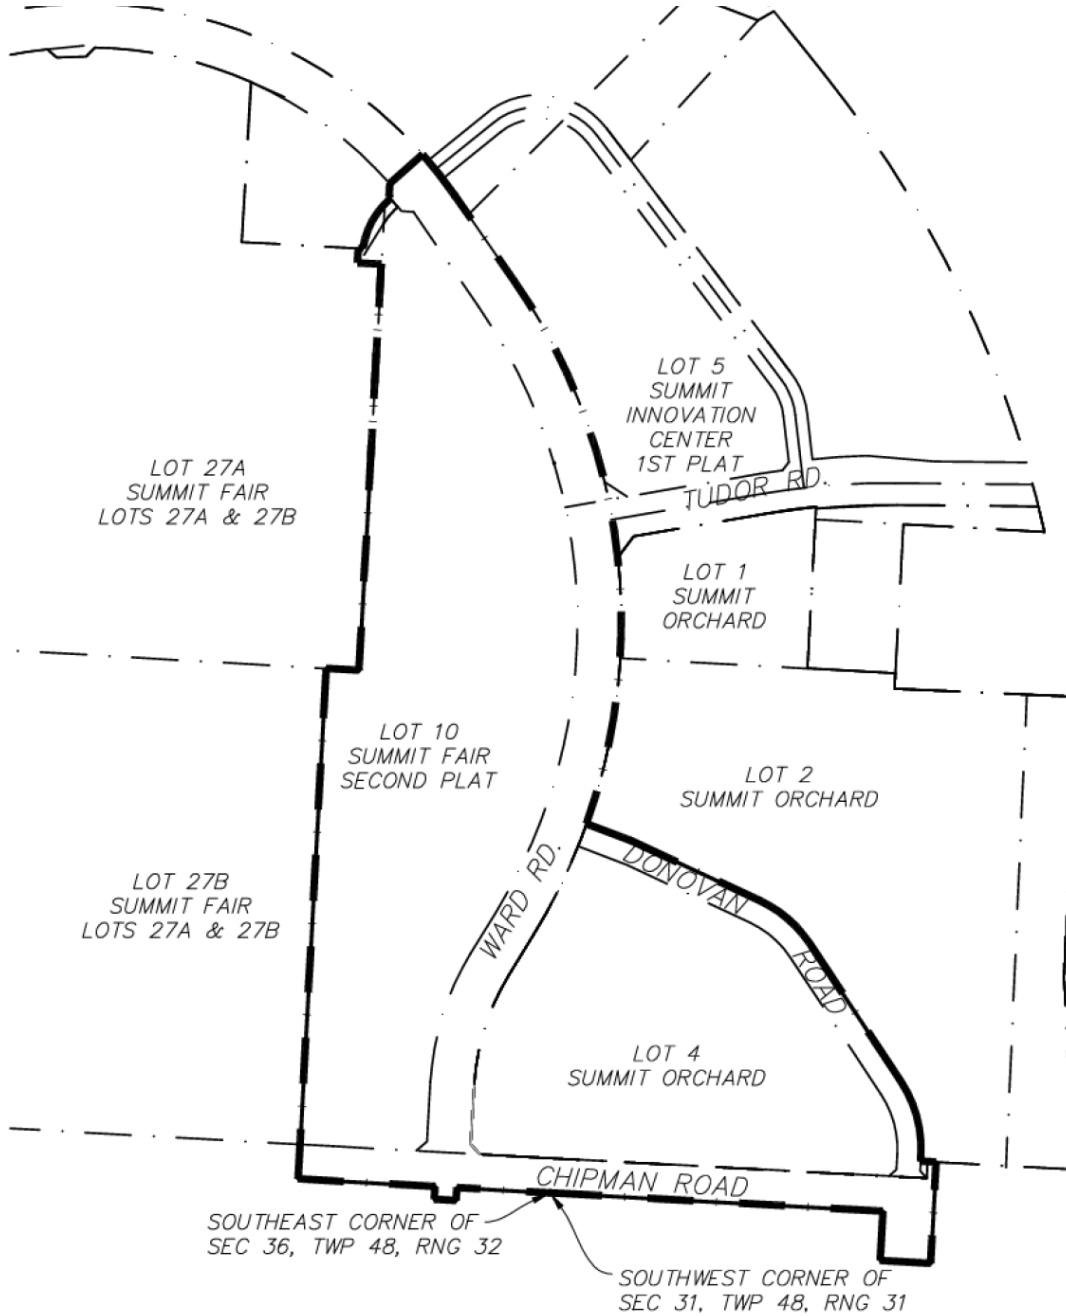 LOT 5
SUMMIT
INNOVATION
CENTER
1ST PLAT
TUDOR RD.
LOT 27A
SUMMIT FAIR
LOTS 27A & 27B
LOT 1
SUMMIT
ORCHARD
LOT 10
SUMMIT FAIR
SECOND PLAT
LOT 2
SUMMIT ORCHARD
LOT 27B
SUMMIT FAIR
LOTS 27A & 27B
WARD RD.
DONOVAN
ROAD
LOT 4
SUMMIT ORCHARD
CHIPMAN ROAD
SOUTHEAST CORNER OF
SEC 36, TWP 48, RNG 32
SOUTHWEST CORNER OF
SEC 31, TWP 48, RNG 31